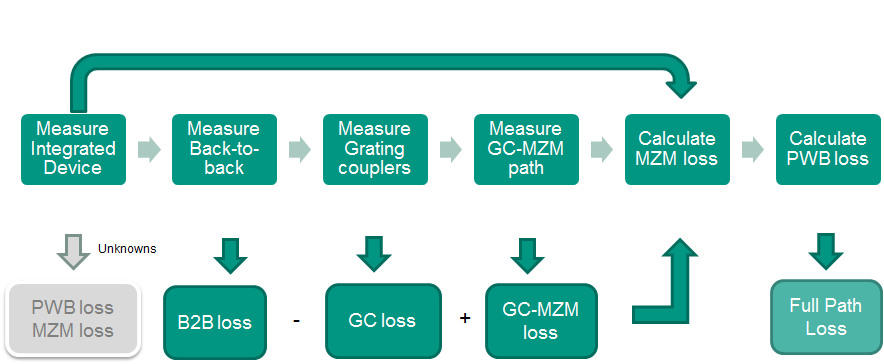 Measure
Integrated
Device
Measure
Back-to-
back
Measure
Grating
couplers
Measure
GC-MZM
path
Calculate
MZM loss
Calculate
PWB loss
Unknowns
PWB loss
MZM loss
B2B loss
-
GC loss
+
GC-MZM
loss
Full Path
Loss